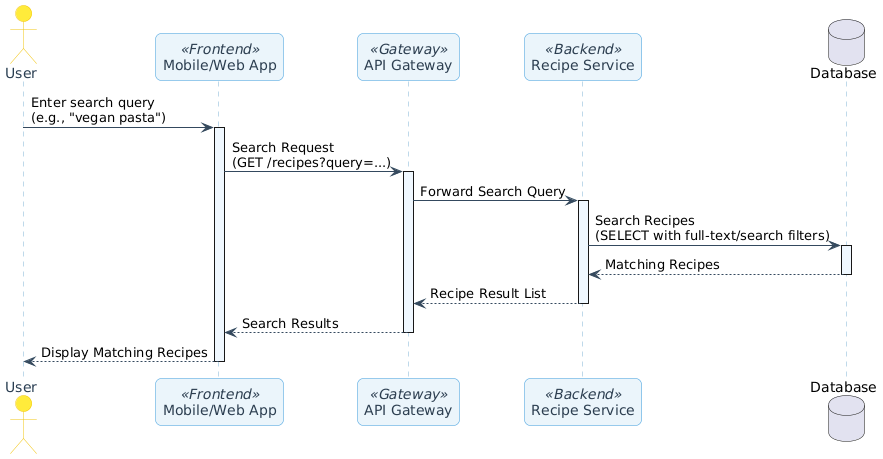 User
«Frontend»
Mobile/Web App
«Gateway»
API Gateway
«Backend»
Recipe Service
Database
Enter search query
(e.g., "vegan pasta")
Search Request
(GET /recipes?query=...)
Forward Search Query
Search Recipes
(SELECT with full-text/search filters)
Matching Recipes
Recipe Result List
Search Results
Display Matching Recipes
User
«Frontend»
Mobile/Web App
«Gateway»
API Gateway
«Backend»
Recipe Service
Database